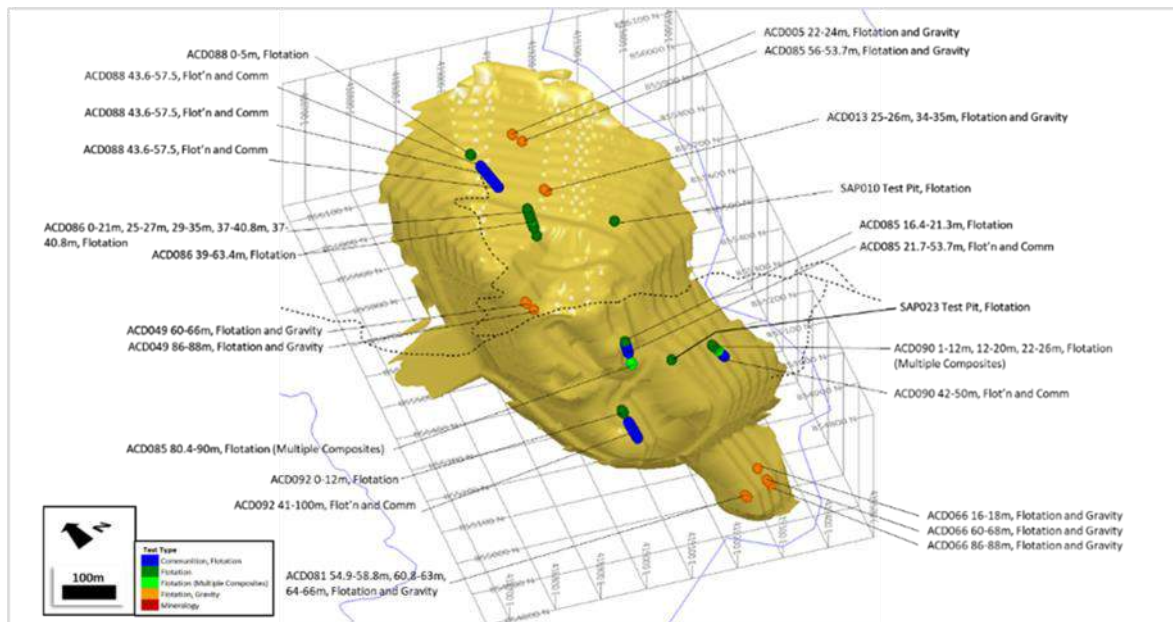 ACD088 0-5m, Flotation
ACD088 43.6-57.5, Flot'n and Comm
ACD088 43.6-57.5, Flot'n and Comm
ACD088 43.6-57.5, Flot'n and Comm
ACD086 0-21m, 25-27m, 29-35m, 37-40.8m, 37-
40.8m, Flotation
ACD086 39-63.4m, Flotation
ACD049 60-66m, Flotation and Gravity
ACD049 86-88m, Flotation and Gravity
ACD085 80.4-90m, Flotation (Multiple Composites)
ACD092 0-12m, Flotation
ACD092 41-100m, Flot'n and Comm
ACD081 54.9-58.8m, 60.8-63m,
64-66m, Flotation and Gravity
ACD005 22-24m, Flotation and Gravity
ACD085 56-53.7m, Flotation and Gravity
ACD013 25-26m, 34-35m, Flotation and Gravity
SAP010 Test Pit, Flotation
ACD085 16.4-21.3m, Flotation
ACD085 21.7-53.7m, Flot'n and Comm
SAP023 Test Pit, Flotation
ACD090 1-12m, 12-20m, 22-26m, Flotation
(Multiple Composites)
ACD090 42-50m, Flot'n and Comm
ACD066 16-18m, Flotation and Gravity
ACD066 60-68m, Flotation and Gravity
ACD066 86-88m, Flotation and Gravity
N
100m
Test Type
Communition, Flotation
Flotation
Flotation (Multiple Composites)
Flotation, Gravity
Mineralogy